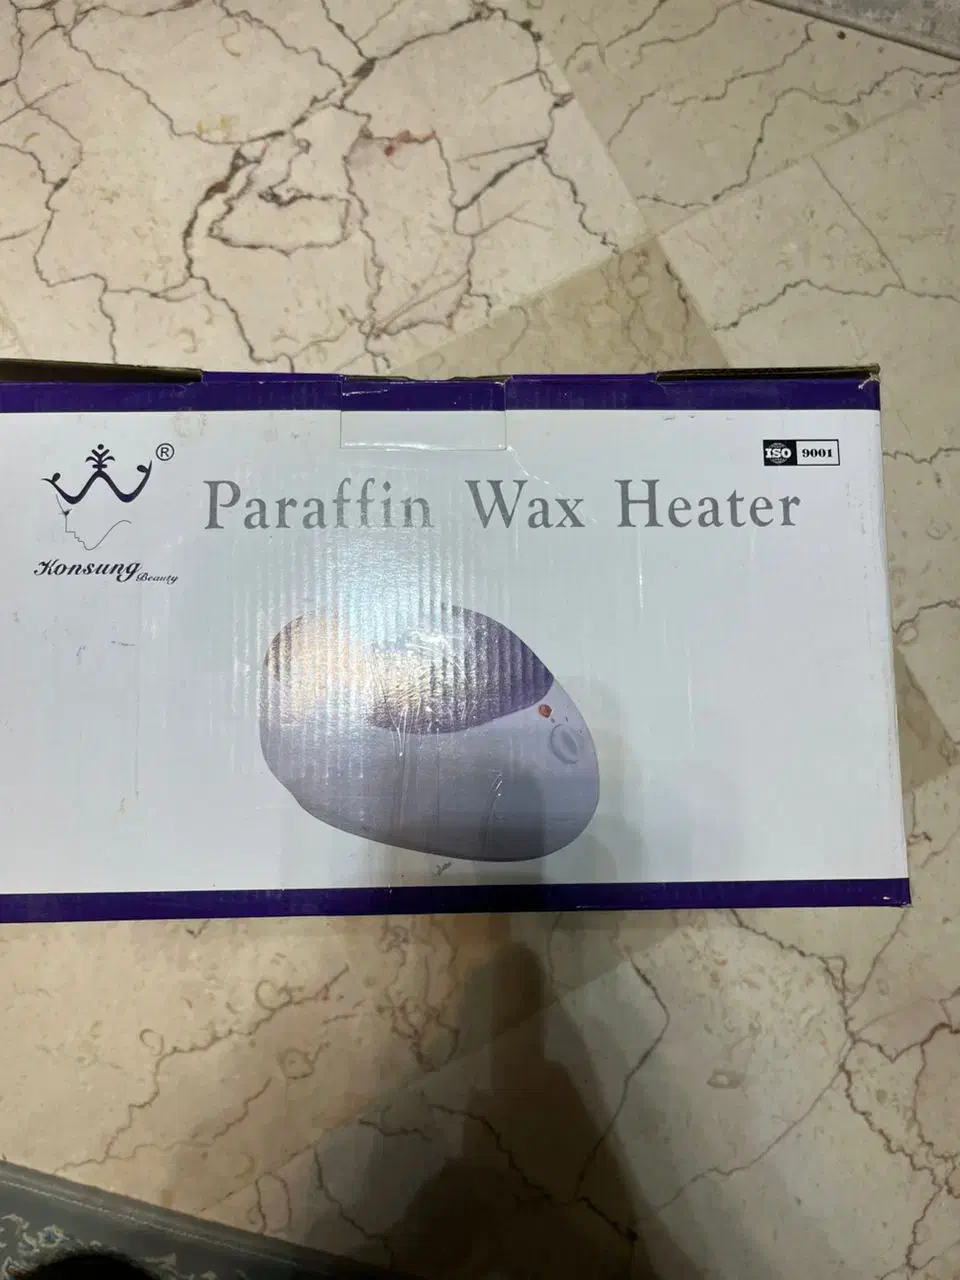 ®
ISO 9001
Paraffin Wax Heater
Konsung
Beauty